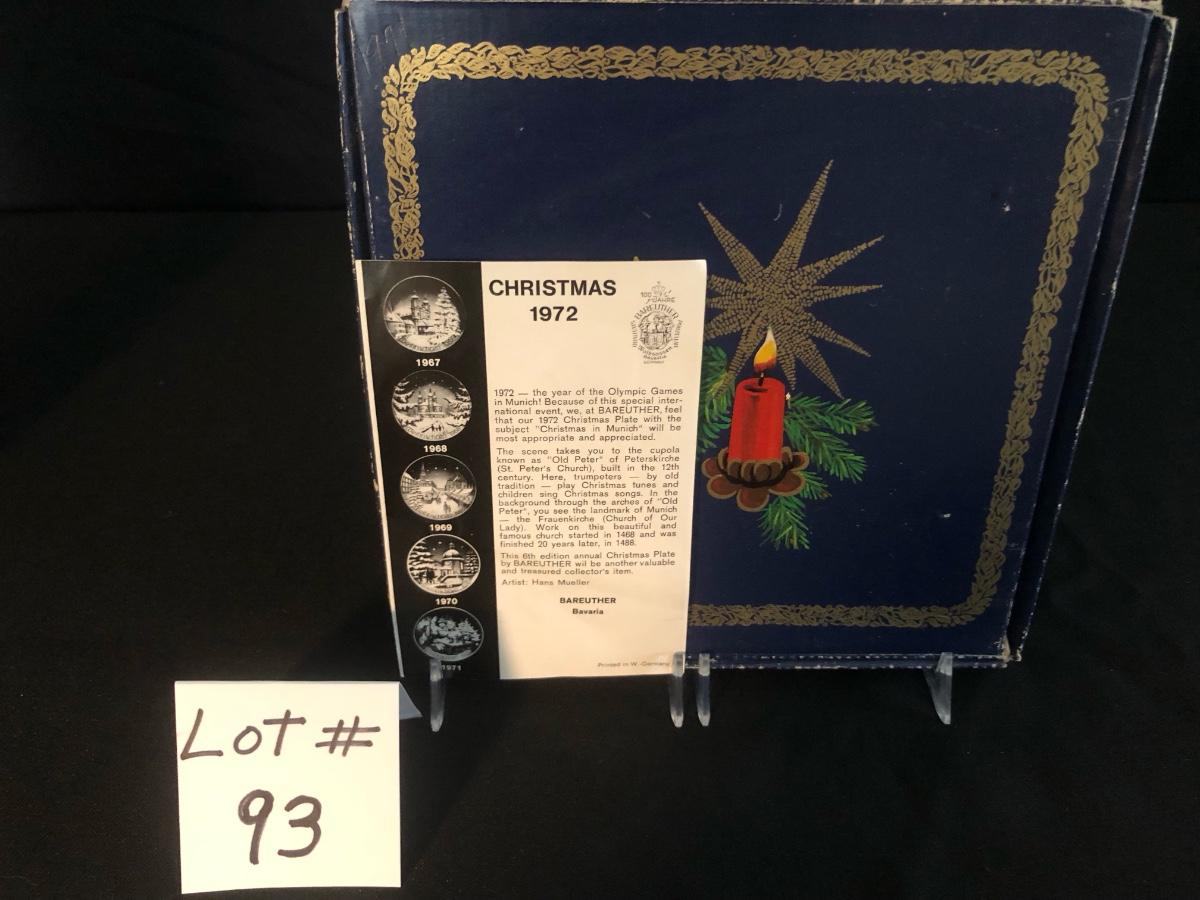 CHRISTMAS
1972
100 JAHRE
BAREUTHER
BAVARIA
1967
1968
1969
1970
1971
1972 — the year of the Olympic Games
in Munich! Because of this special inter-
national event, we, at BAREUTHER, feel
that our 1972 Christmas Plate with the
subject "Christmas in Munich" will be
most appropriate and appreciated.
The scene takes you to the cupola
known as "Old Peter" of Peterskirche
(St. Peter's Church), built in the 12th
century. Here, trumpeters — by old
tradition — play Christmas tunes and
children sing Christmas songs. In the
background through the arches of "Old
Peter", you see the landmark of Munich
— the Frauenkirche (Church of Our
Lady). Work on this beautiful and
famous church started in 1468 and was
finished 20 years later, in 1488.
This 6th edition annual Christmas Plate
by BAREUTHER wil be another valuable
and treasured collector's item.
Artist: Hans Mueller
BAREUTHER
Bavaria
Printed in W.-Germany
Lot #
93